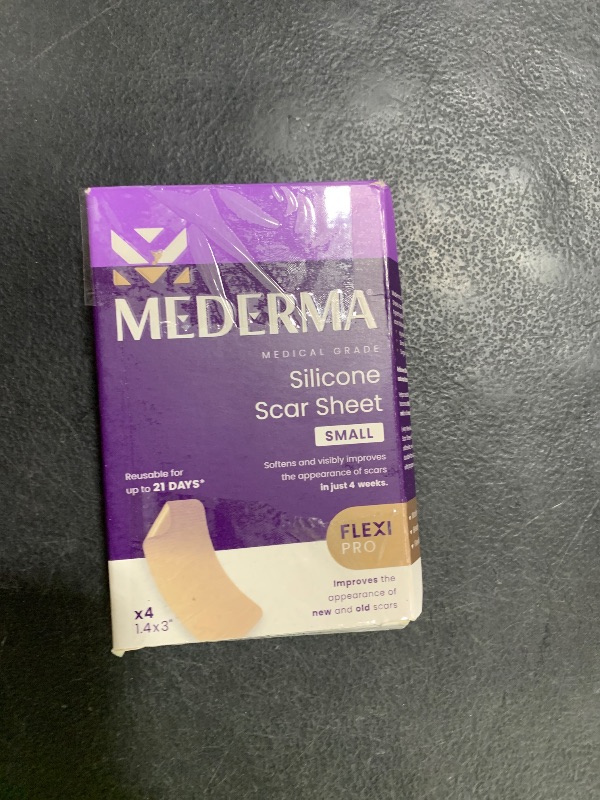 MEDERMA
MEDICAL GRADE
Silicone
Scar Sheet
SMALL
Softens and visibly improves
the appearance of scars
in just 4 weeks.
Reusable for
up to 21 DAYS*
FLEXI
PRO
Improves the
appearance of
new and old scars
x4
1.4x3"